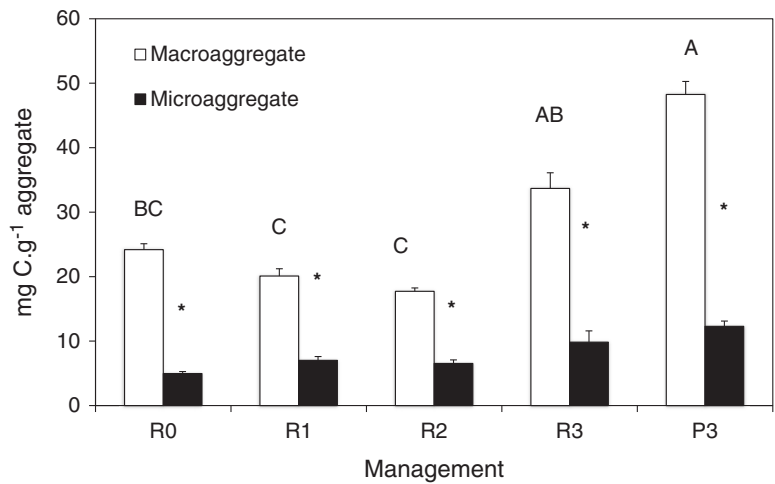 60
50
40
30
20
10
0
mg C.g-1 aggregate
Macroaggregate
Microaggregate
BC
*
C
*
C
*
AB
*
A
*
R0 R1 R2 R3 P3
Management